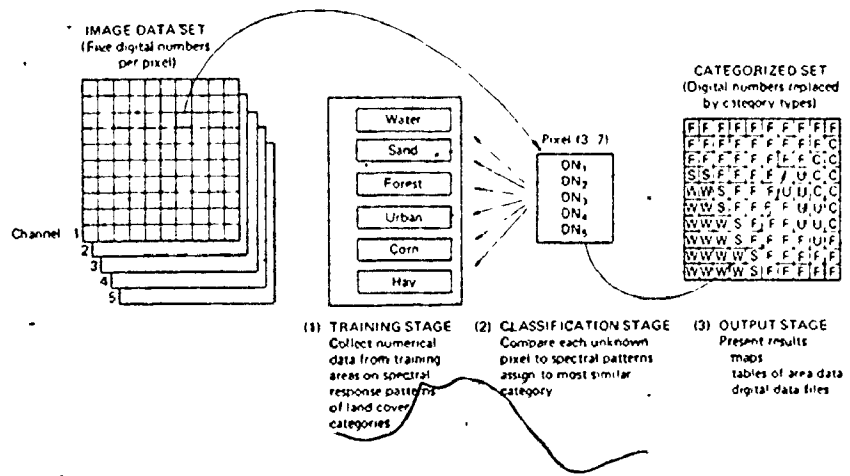 IMAGE DATA SET
(Five digital numbers
per pixel)
Channel 1
2
3
4
5
Water
Sand
Forest
Urban
Corn
Hay
Pixel (3 7)
DN1
DN2
DN3
DN4
DN5
CATEGORIZED SET
(Digital numbers replaced
by category types)
F F F F F F F F F F
F F F F F F F F F C
F F F F F F F F C C
S S F F F F / U C C
W W S F F F U U C C
W W S F F F F U U C
W W W S F F F U U C
W W W S F F F F U F
W W W W S F F F F F
W W W W S F F F F F
(1) TRAINING STAGE
Collect numerical
data from training
areas on spectral
response patterns
of land cover
categories
(2) CLASSIFICATION STAGE
Compare each unknown
pixel to spectral patterns
assign to most similar
category
(3) OUTPUT STAGE
Present results
maps
tables of area data
digital data files